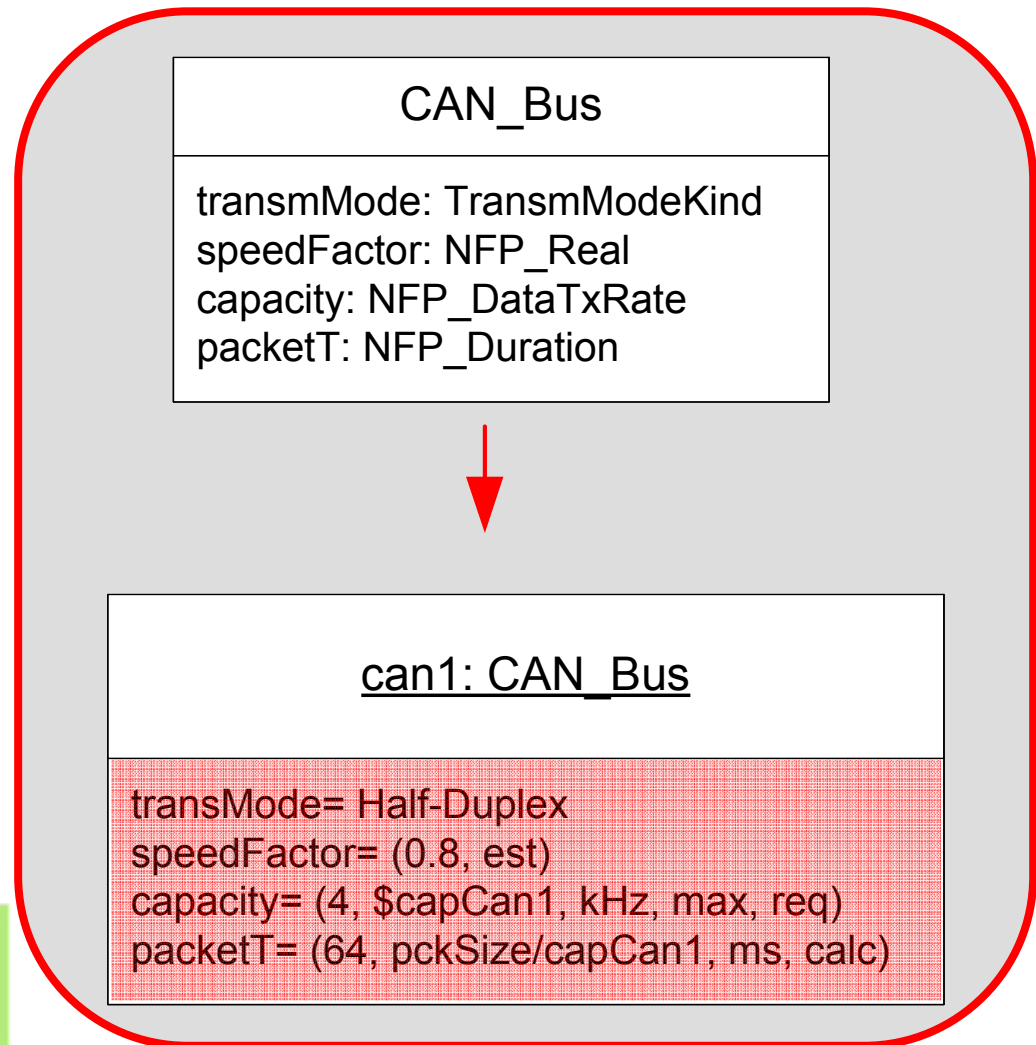 CAN_Bus
transmMode: TransmModeKind
speedFactor: NFP_Real
capacity: NFP_DataTxRate
packetT: NFP_Duration
can1: CAN_Bus
transMode= Half-Duplex
speedFactor= (0.8, est)
capacity= (4, $capCan1, kHz, max, req)
packetT= (64, pckSize/capCan1, ms, calc)